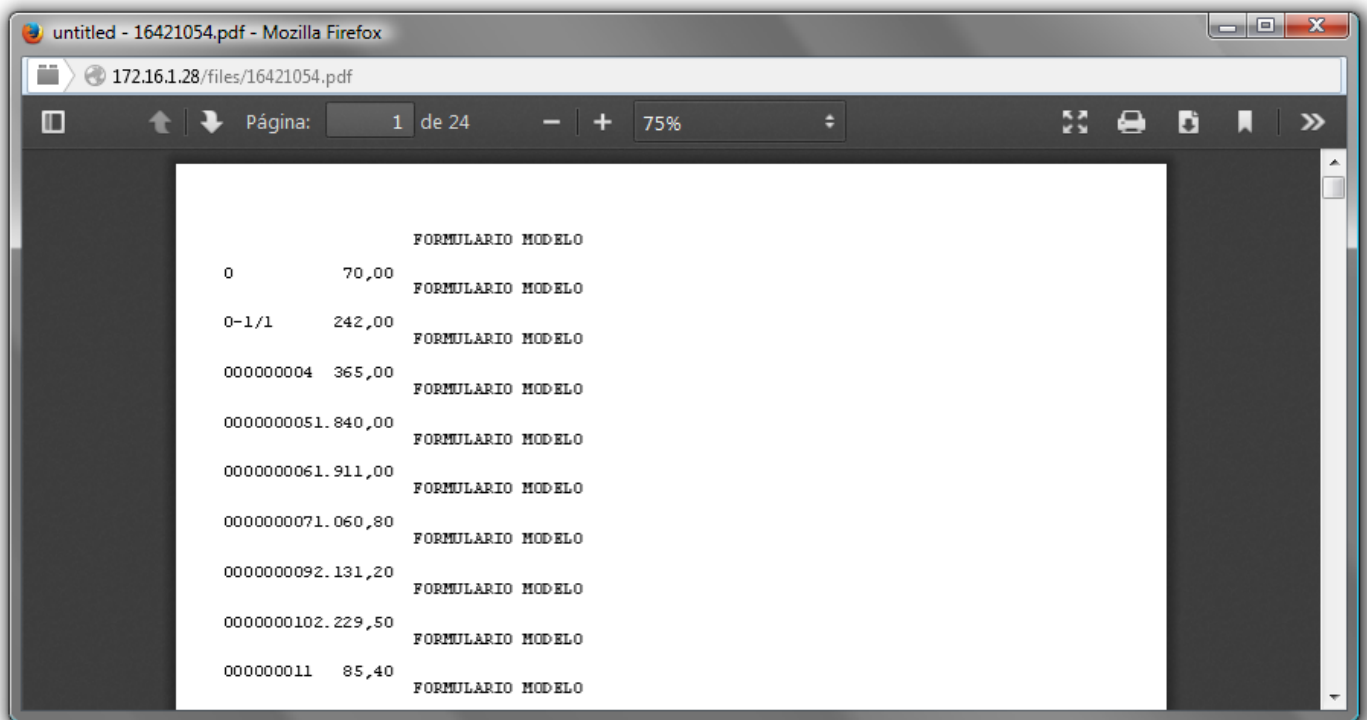 untitled - 16421054.pdf - Mozilla Firefox
172.16.1.28/files/16421054.pdf
Página: 1 de 24 75%
FORMULARIO MODELO
0 70,00
FORMULARIO MODELO
0-1/1 242,00
FORMULARIO MODELO
000000004 365,00
FORMULARIO MODELO
0000000051.840,00
FORMULARIO MODELO
0000000061.911,00
FORMULARIO MODELO
0000000071.060,80
FORMULARIO MODELO
0000000092.131,20
FORMULARIO MODELO
0000000102.229,50
FORMULARIO MODELO
000000011 85,40
FORMULARIO MODELO